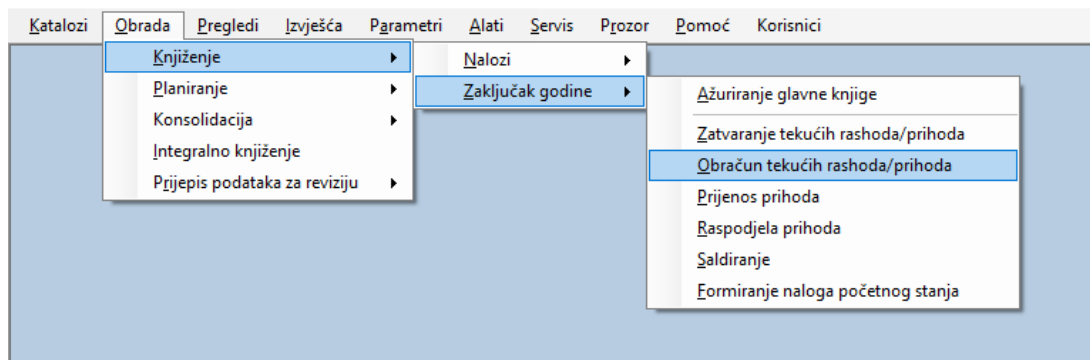 Katalozi Obrada Pregledi Izvješća Parametri Alati Servis Prozor Pomoć Korisnici
Knjiženje
Planiranje
Konsolidacija
Integralno knjiženje
Prijepis podataka za reviziju
Nalozi
Zaključak godine
Ažuriranje glavne knjige
Zatvaranje tekućih rashoda/prihoda
Obračun tekućih rashoda/prihoda
Prijenos prihoda
Raspodjela prihoda
Saldiranje
Formiranje naloga početnog stanja